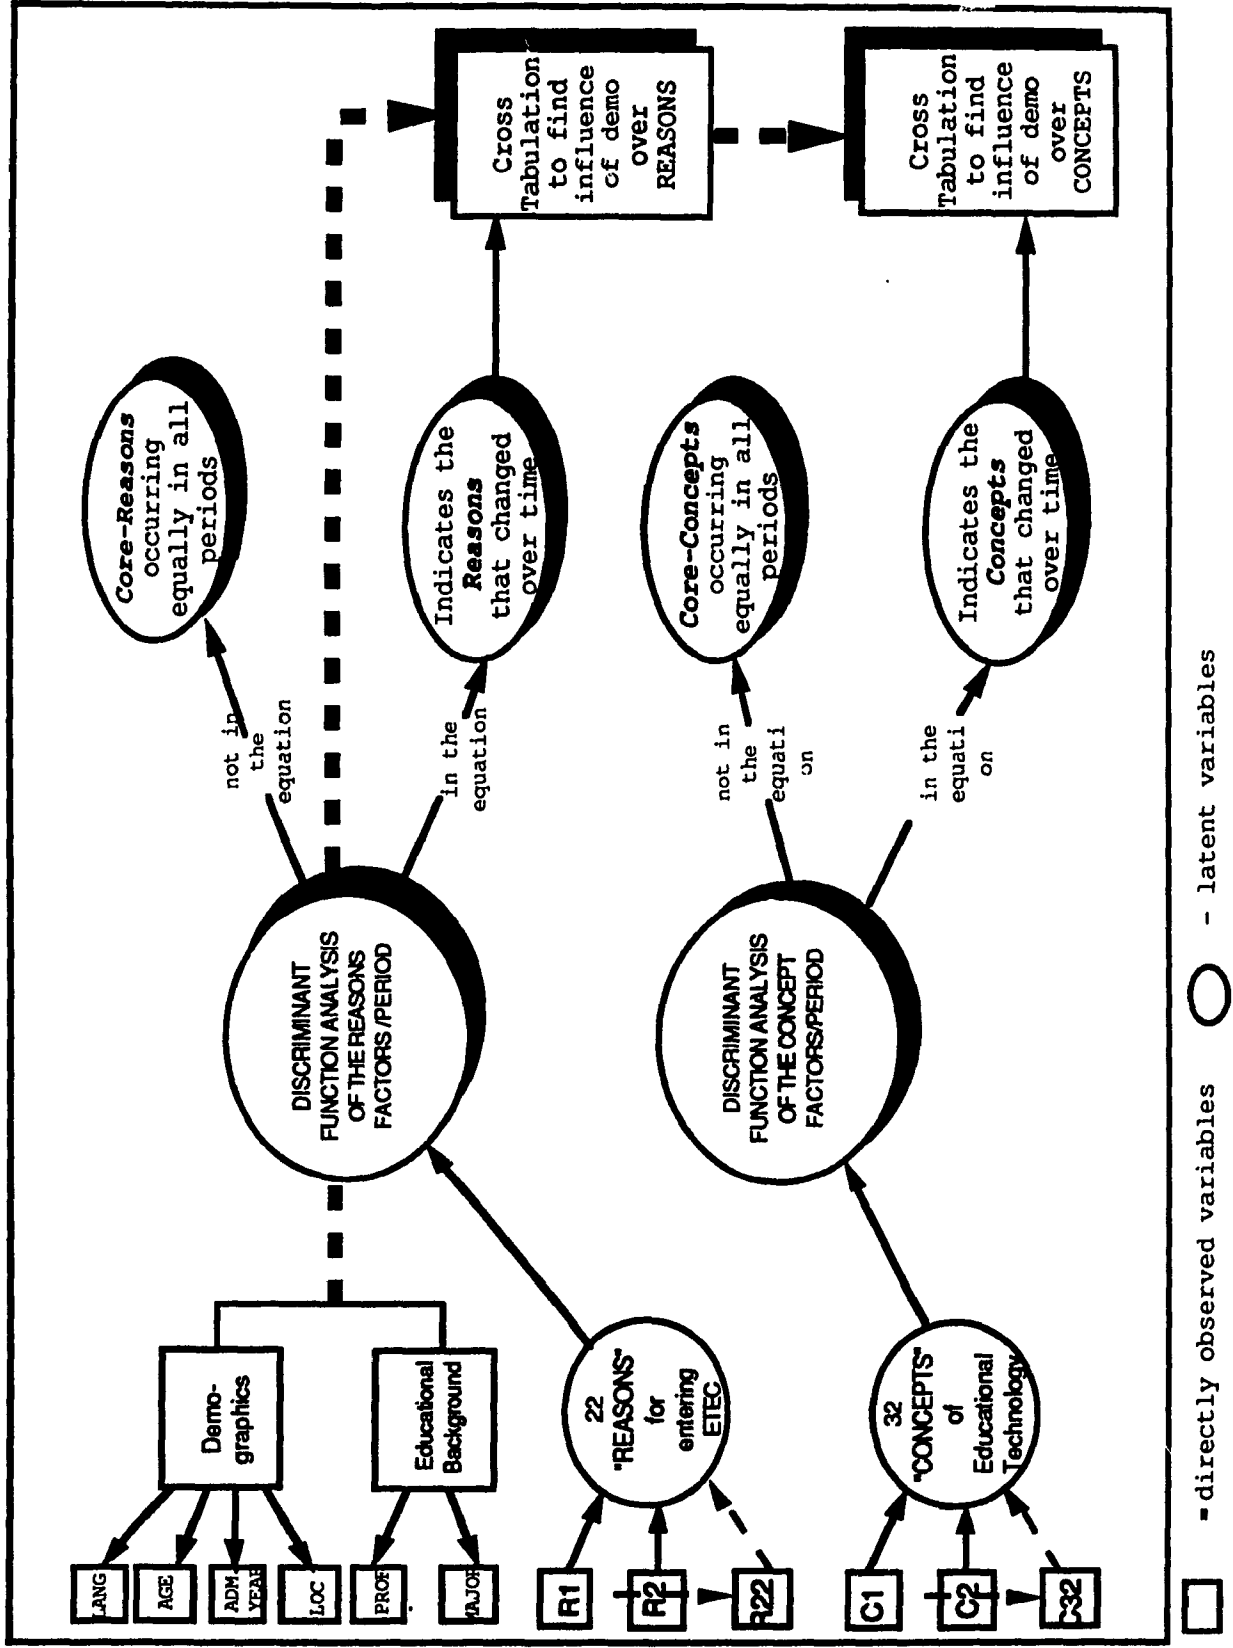 LANG
AGE
ADM.
YEAR
LOC.
PROF
MAJOR
Demo-
graphics
Educational
Background
R1
R2
R22
C1
C2
C32
22
"REASONS"
for
entering
ETEC
32
"CONCEPTS"
of
Educational
Technology
DISCRIMINANT
FUNCTION ANALYSIS
OF THE REASONS
FACTORS /PERIOD
DISCRIMINANT
FUNCTION ANALYSIS
OF THE CONCEPT
FACTORS/PERIOD
not in
the
equation
in the
equation
not in
the
equati
on
in the
equati
on
Core-Reasons
occurring
equally in all
periods
Indicates the
Reasons
that changed
over time
Core-Concepts
occurring
equally in all
periods
Indicates the
Concepts
that changed
over time
Cross
Tabulation
to find
influence
of demo
over
REASONS
Cross
Tabulation
to find
influence
of demo
over
CONCEPTS
=directly observed variables
- latent variables